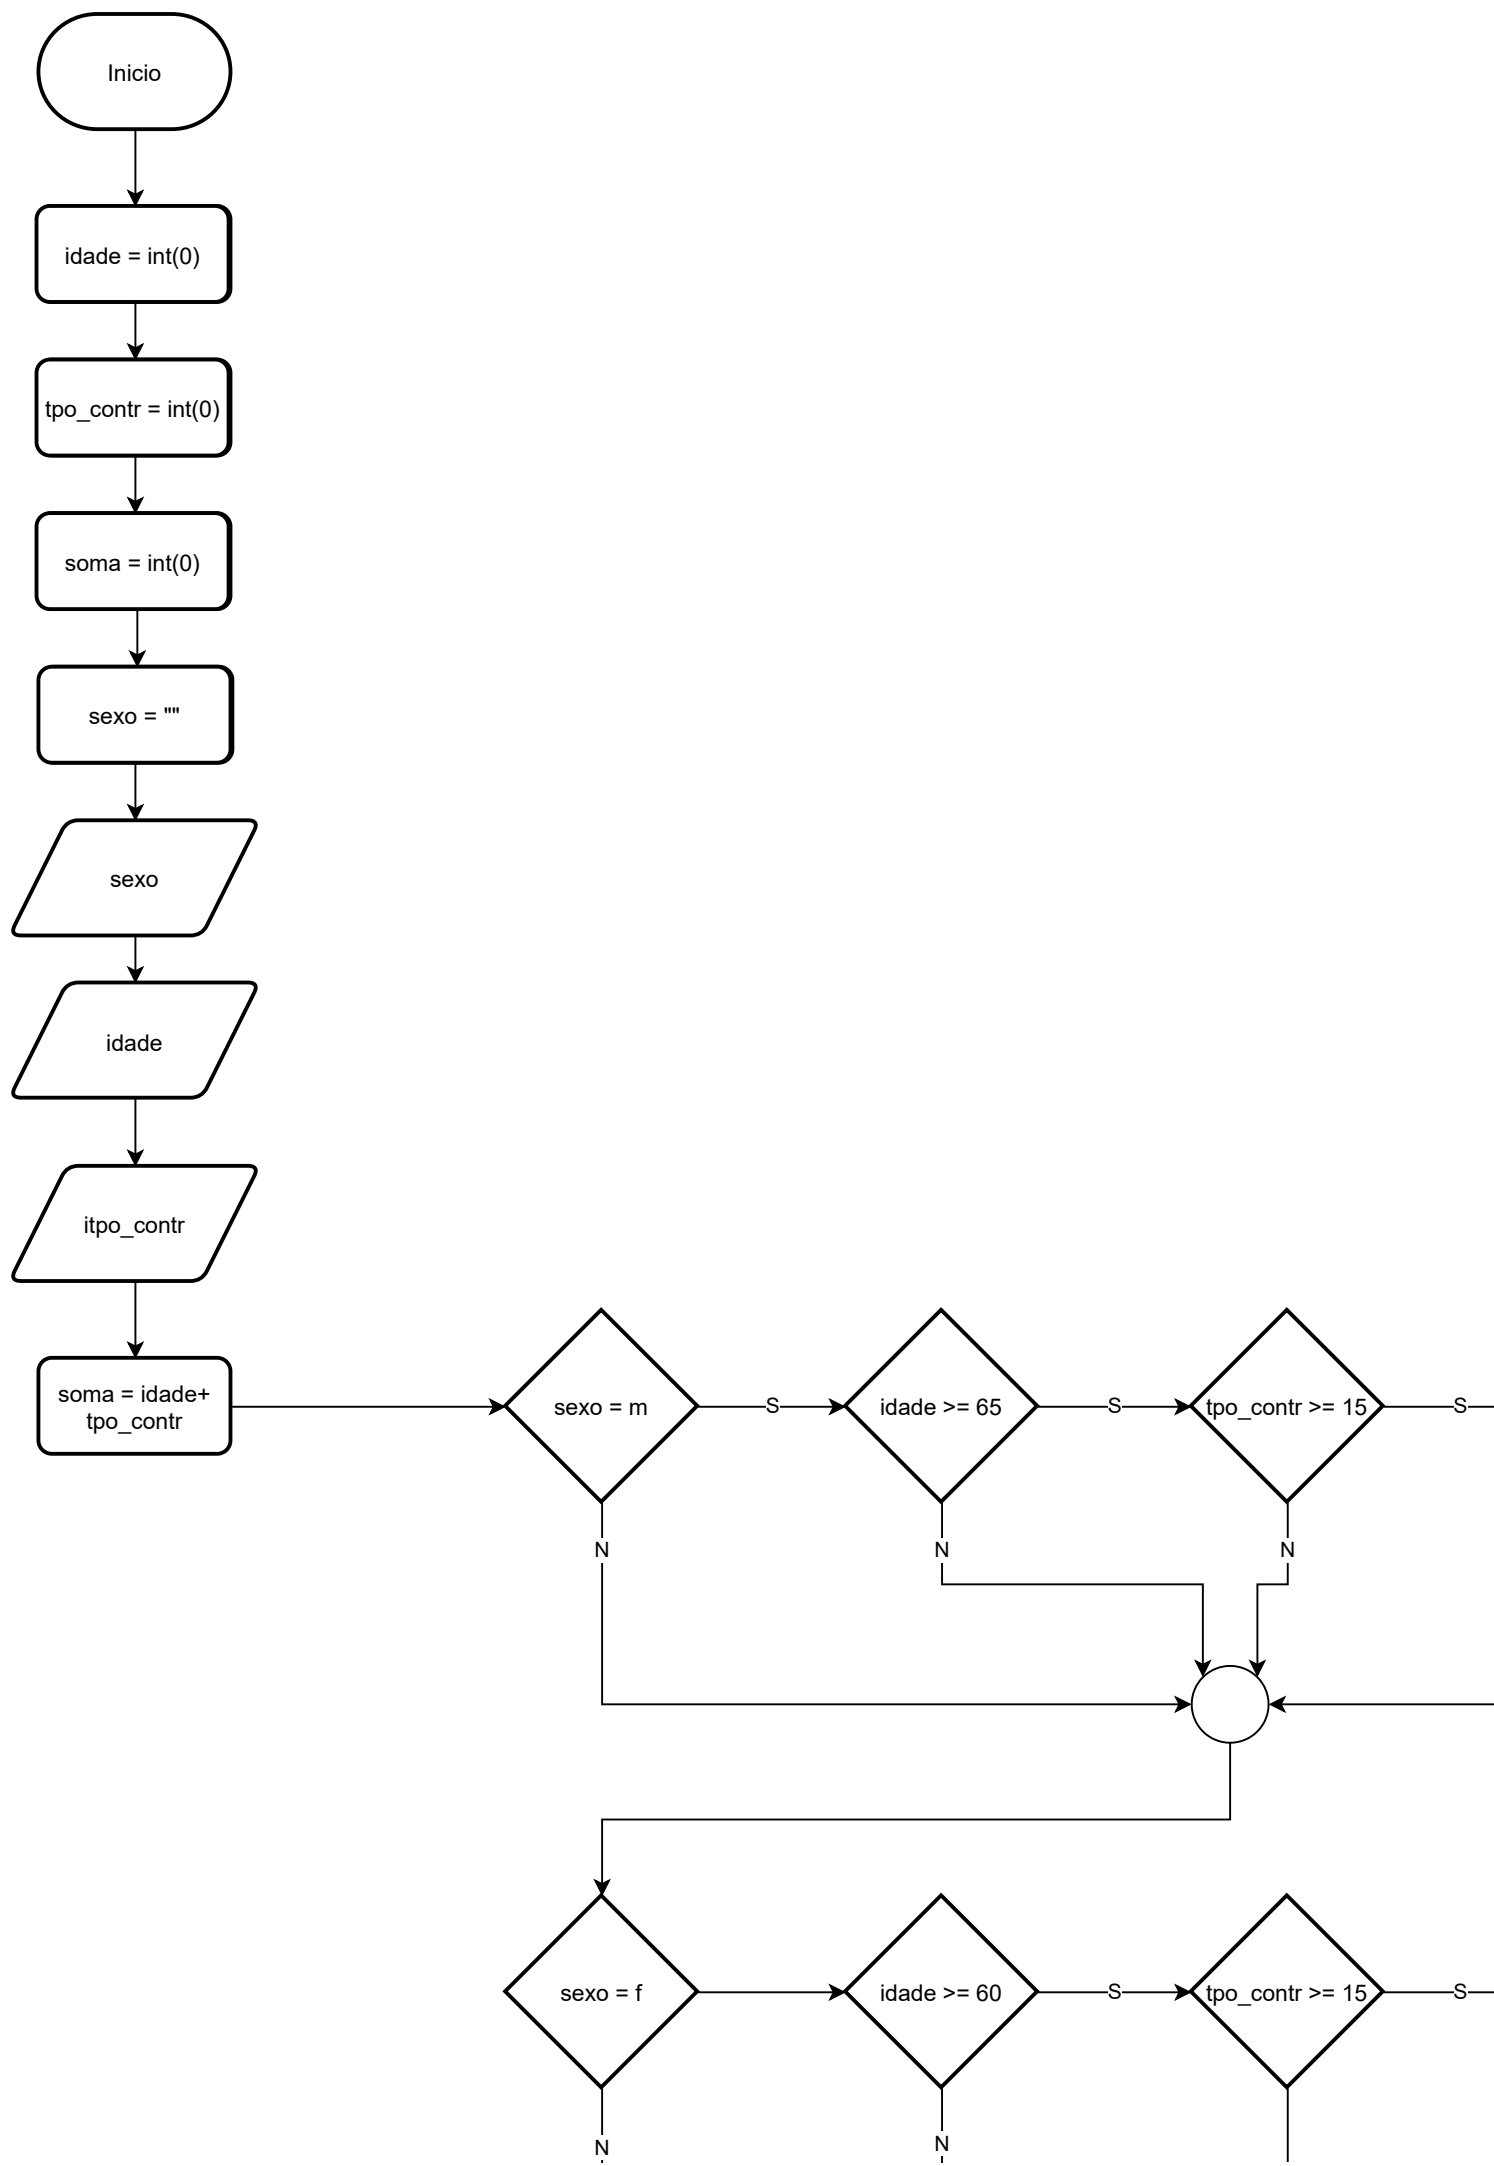 Inicio
idade = int(0)
tpo_contr = int(0)
soma = int(0)
sexo = ""
sexo
idade
itpo_contr
soma = idade+
tpo_contr
sexo = m
S
idade >= 65
S
tpo_contr >= 15
S
N
N
N
sexo = f
idade >= 60
S
tpo_contr >= 15
S
N
N